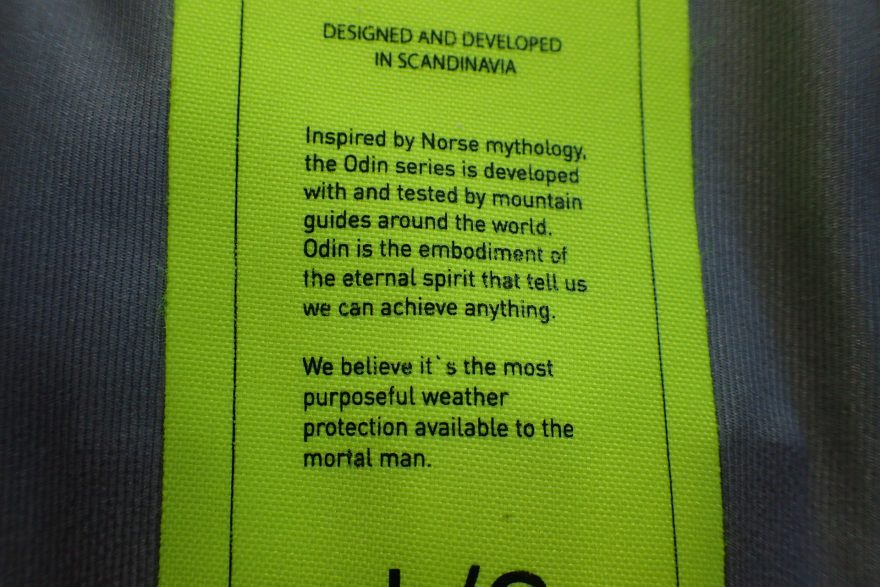 DESIGNED AND DEVELOPED
IN SCANDINAVIA
Inspired by Norse mythology,
the Odin series is developed
with and tested by mountain
guides around the world.
Odin is the embodiment of
the eternal spirit that tell us
we can achieve anything.
We believe it`s the most
purposeful weather
protection available to the
mortal man.